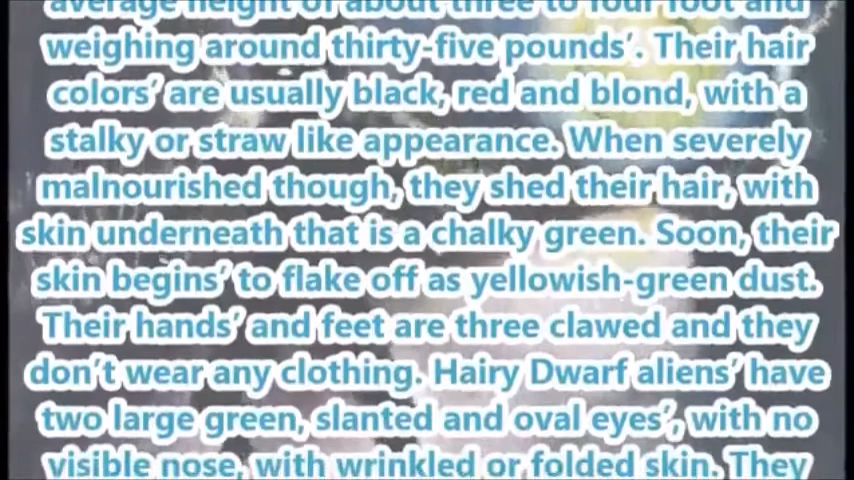 average height of about three to four foot and
weighing around thirty-five pounds’. Their hair
colors’ are usually black, red and blond, with a
stalky or straw like appearance. When severely
malnourished though, they shed their hair, with
skin underneath that is a chalky green. Soon, their
skin begins’ to flake off as yellowish-green dust.
Their hands’ and feet are three clawed and they
don’t wear any clothing. Hairy Dwarf aliens’ have
two large green, slanted and oval eyes’, with no
visible nose, with wrinkled or folded skin. They